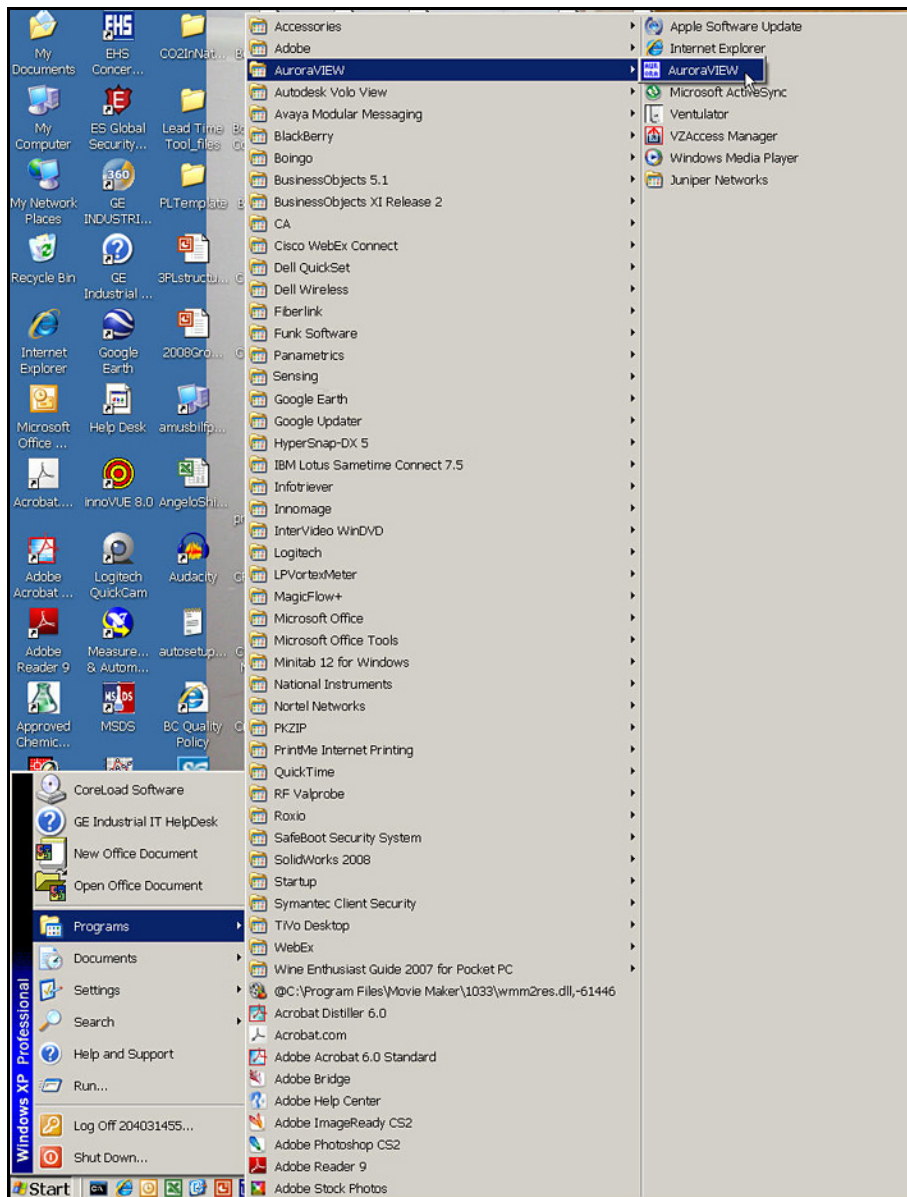 My Documents
EHS Concer...
CO2InNat...
My Computer
ES Global Security...
Lead Time Tool_files
My Network Places
GE INDUSTRI...
PLTemplate
Recycle Bin
GE Industrial ...
3PLstructu...
Internet Explorer
Google Earth
2008Gro...
Microsoft Office ...
Help Desk
amusbilfp...
Acrobat....
innoVUE 8.0
AngeloShi...
Adobe Acrobat ...
Logitech QuickCam
Audacity
Adobe Reader 9
Measure... & Autom...
autosetup...
Approved Chemic...
MSDS
BC Quality Policy
CoreLoad Software
GE Industrial IT HelpDesk
New Office Document
Open Office Document
Programs
Documents
Settings
Search
Help and Support
Run...
Log Off 204031455...
Shut Down...
Windows XP Professional
Start
Accessories
Adobe
AuroraVIEW
Autodesk Volo View
Avaya Modular Messaging
BlackBerry
Boingo
BusinessObjects 5.1
BusinessObjects XI Release 2
CA
Cisco WebEx Connect
Dell QuickSet
Dell Wireless
Fiberlink
Funk Software
Panametrics
Sensing
Google Earth
Google Updater
HyperSnap-DX 5
IBM Lotus Sametime Connect 7.5
Infotriever
Innomage
InterVideo WinDVD
Logitech
LPVortexMeter
MagicFlow+
Microsoft Office
Microsoft Office Tools
Minitab 12 for Windows
National Instruments
Nortel Networks
PKZIP
PrintMe Internet Printing
QuickTime
RF Valprobe
Roxio
SafeBoot Security System
SolidWorks 2008
Startup
Symantec Client Security
TiVo Desktop
WebEx
Wine Enthusiast Guide 2007 for Pocket PC
@C:\Program Files\Movie Maker\1033\wmm2res.dll,-61446
Acrobat Distiller 6.0
Acrobat.com
Adobe Acrobat 6.0 Standard
Adobe Bridge
Adobe Help Center
Adobe ImageReady CS2
Adobe Photoshop CS2
Adobe Reader 9
Adobe Stock Photos
Apple Software Update
Internet Explorer
AuroraVIEW
Microsoft ActiveSync
Ventulator
VZAccess Manager
Windows Media Player
Juniper Networks